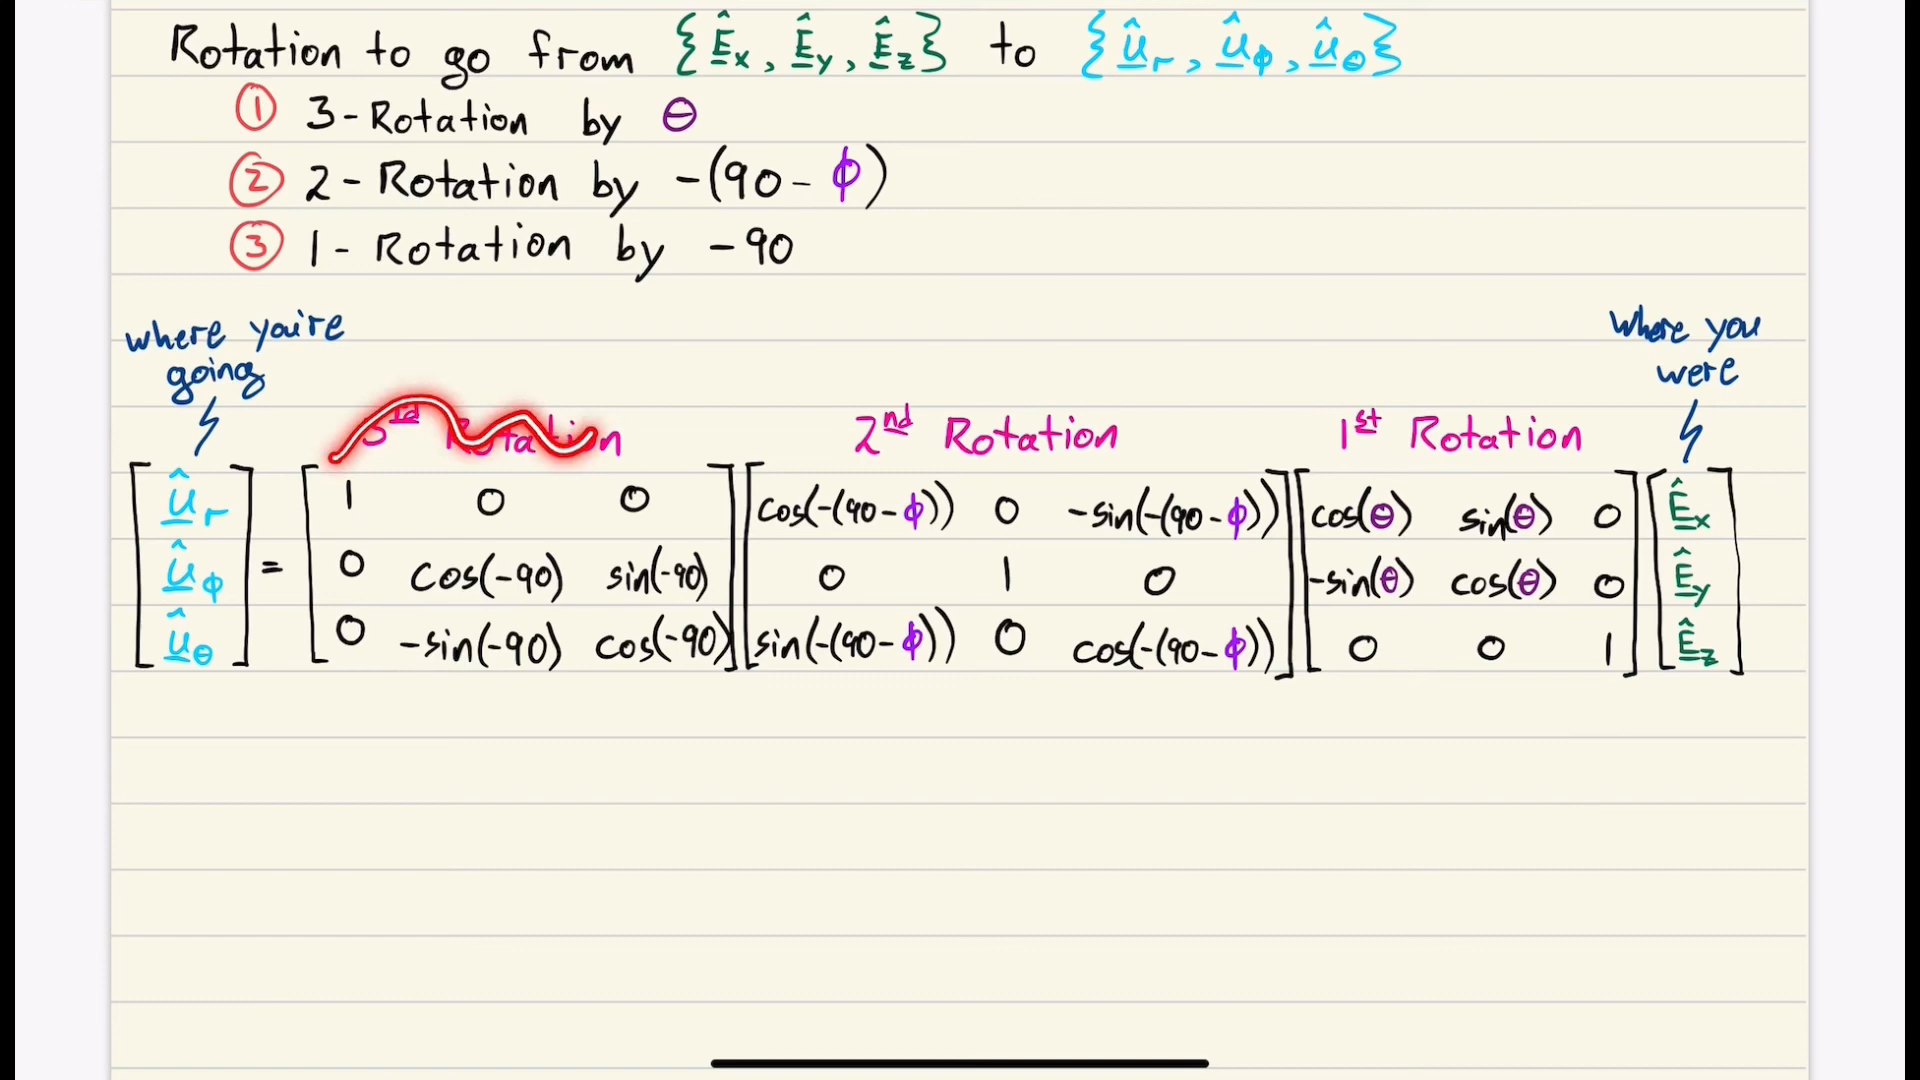 Rotation to go from {Êx, Êy, Êz} to {ûr, ûϕ, ûθ}
① 3-Rotation by θ
② 2-Rotation by -(90-ϕ)
③ 1-Rotation by -90
where you're going
where you were
3rd Rotation 2nd Rotation 1st Rotation
[ûr] [1 0 0] [cos(-(90-ϕ)) 0 -sin(-(90-ϕ))] [cos(θ) sin(θ) 0] [Êx]
[ûϕ] = [0 cos(-90) sin(-90)] [0 1 0] [-sin(θ) cos(θ) 0] [Êy]
[ûθ] [0 -sin(-90) cos(-90)] [sin(-(90-ϕ)) 0 cos(-(90-ϕ))] [0 0 1] [Êz]